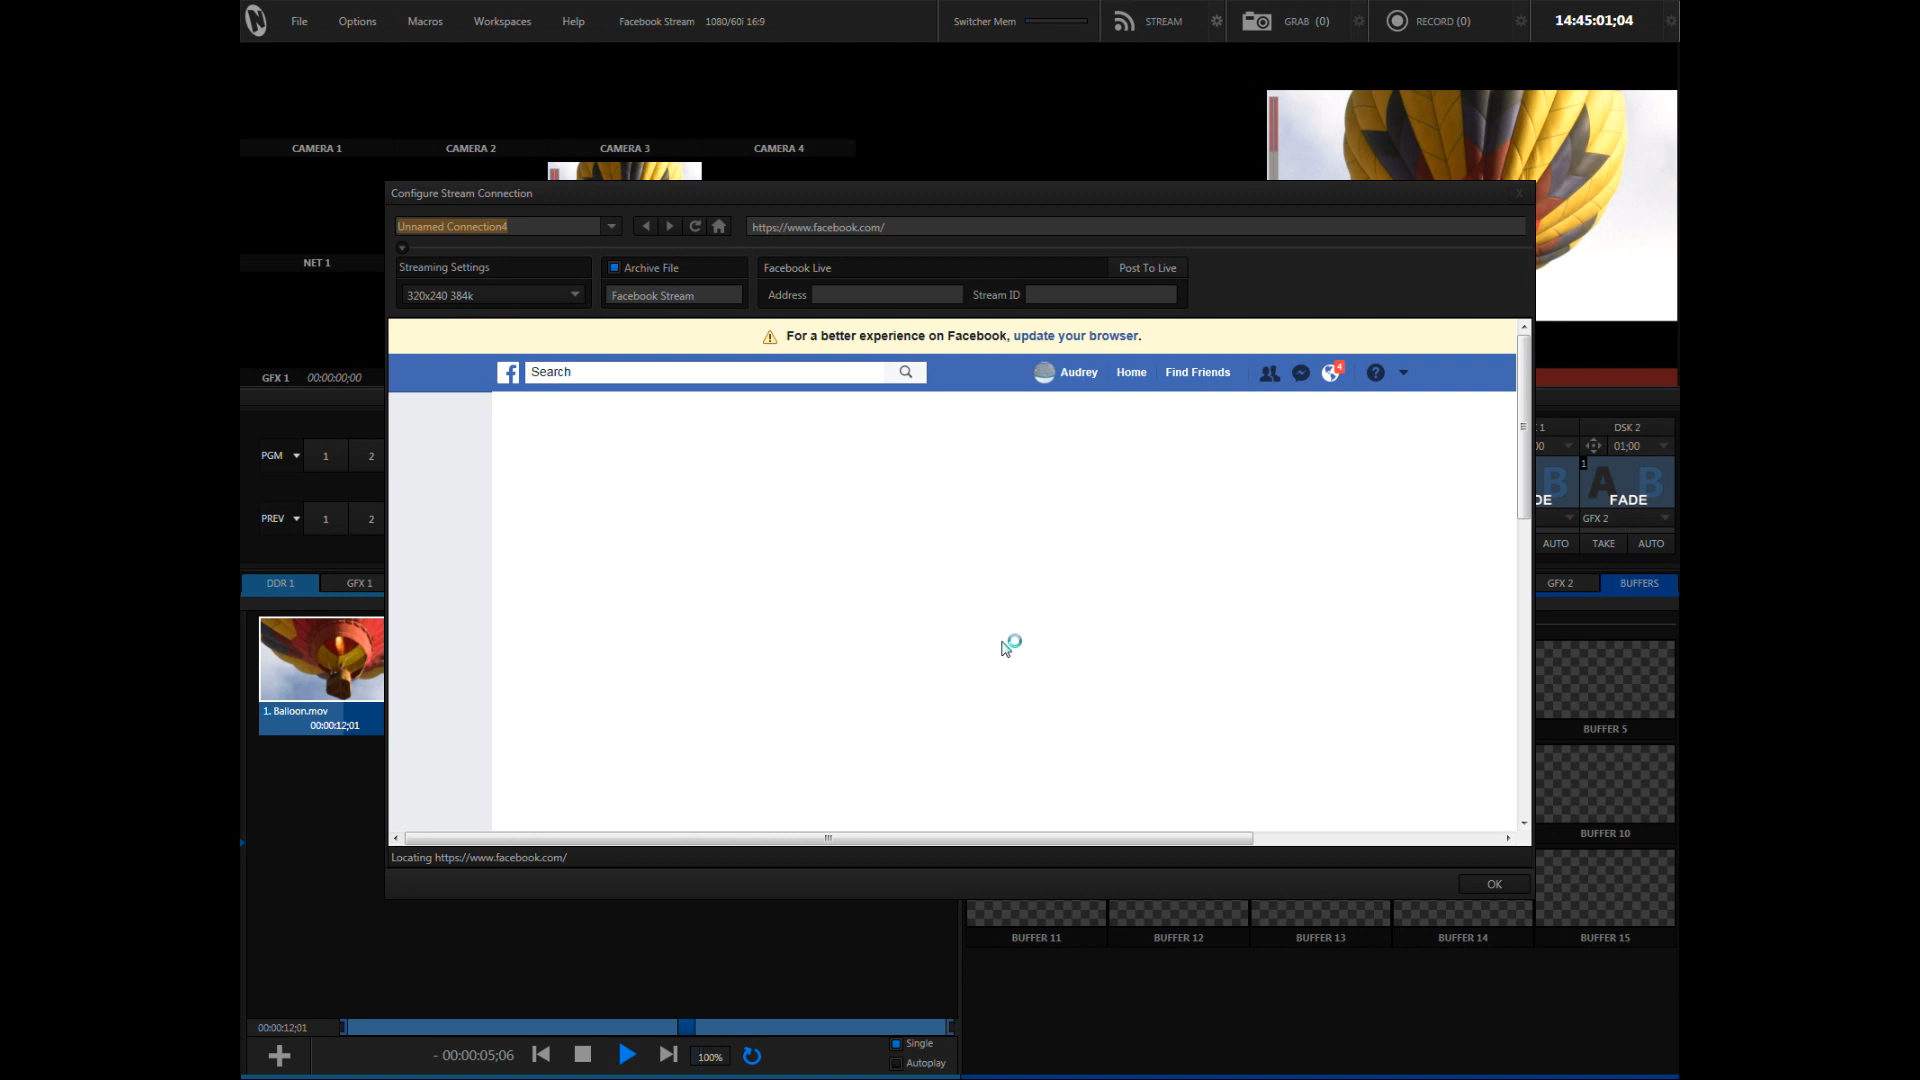 File Options Macros Workspaces Help Facebook Stream 1080/60i 16:9 Switcher Mem STREAM GRAB (0) RECORD (0) 14:45:01;04
CAMERA 1 CAMERA 2 CAMERA 3 CAMERA 4
Configure Stream Connection X
Unnamed Connection4 https://www.facebook.com/
NET 1
Streaming Settings Archive File Facebook Live Post To Live
320x240 384k Facebook Stream Address Stream ID
For a better experience on Facebook, update your browser.
Search Audrey Home Find Friends 4
GFX 1 00:00:00;00
1 DSK 2
00 01;00
PGM 1 2
1 A B
DE FADE
PREV 1 2
GFX 2
AUTO TAKE AUTO
DDR 1 GFX 1 GFX 2 BUFFERS
1. Balloon.mov
00:00:12;01
BUFFER 5
BUFFER 10
Locating https://www.facebook.com/
OK
BUFFER 11 BUFFER 12 BUFFER 13 BUFFER 14 BUFFER 15
00:00:12;01
- 00:00:05;06 100% Single
Autoplay